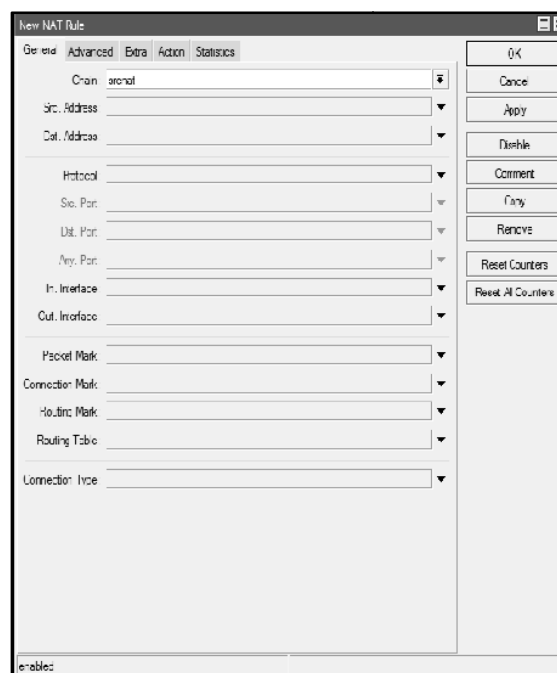 New NAT Rule
General Advanced Extra Action Statistics
Chain: srcnat
Src. Address:
Dst. Address:
Protocol:
Src. Port:
Dst. Port:
Any. Port:
In. Interface:
Out. Interface:
Packet Mark:
Connection Mark:
Routing Mark:
Routing Table:
Connection Type:
OK
Cancel
Apply
Disable
Comment
Copy
Remove
Reset Counters
Reset All Counters
enabled